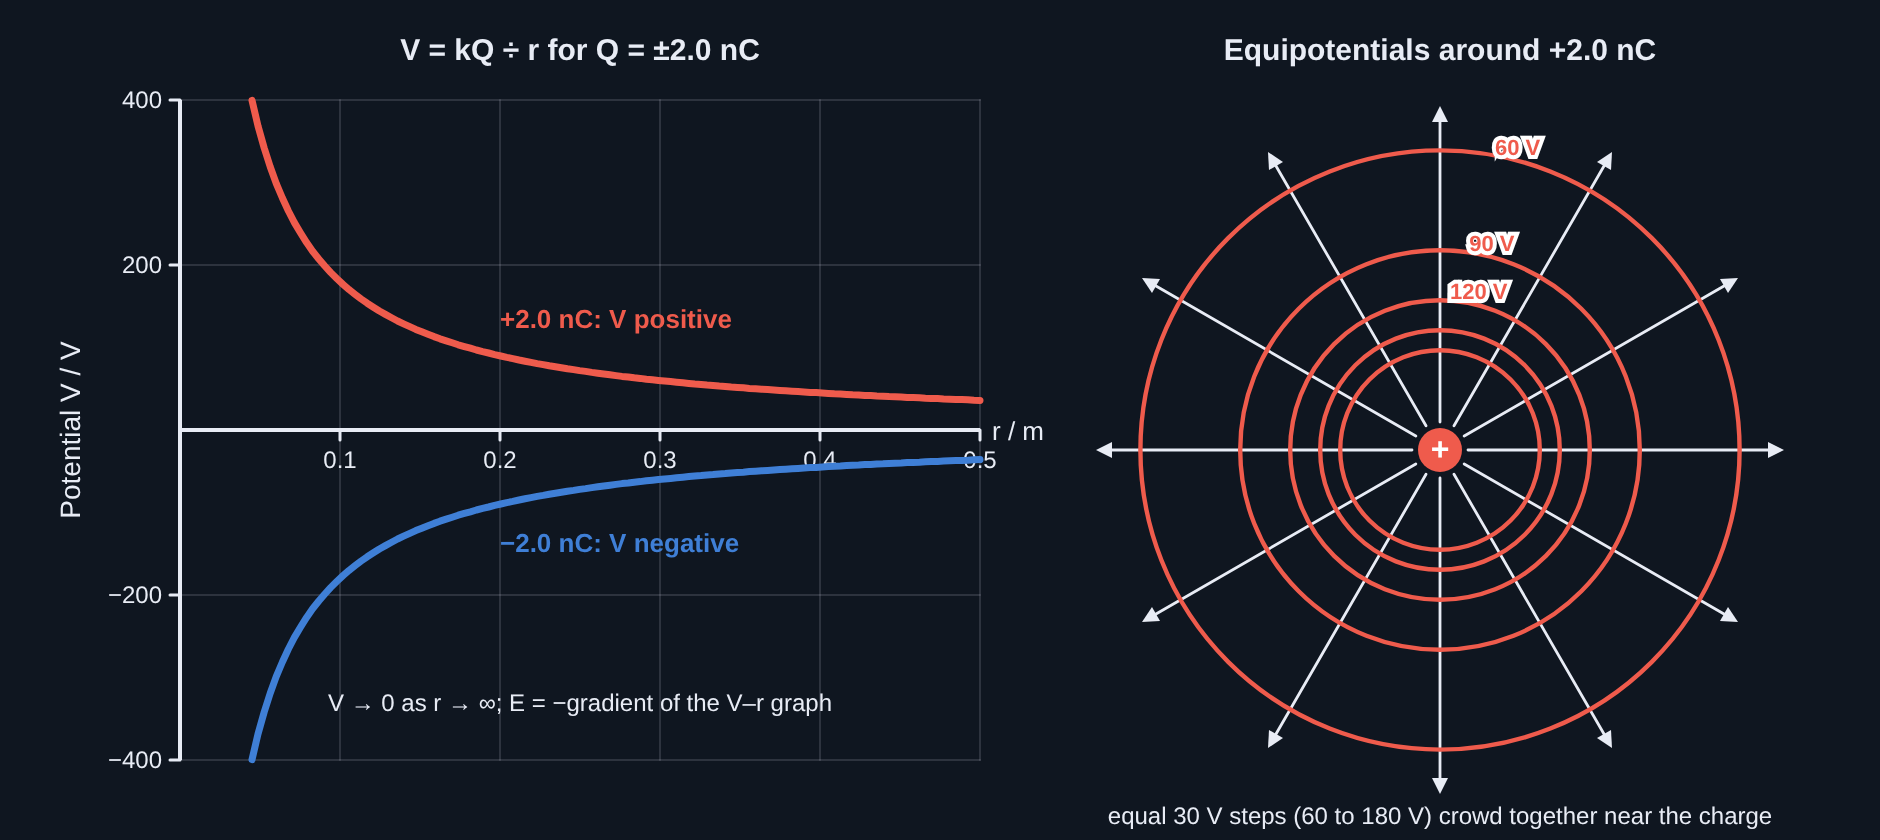 V = kQ ÷ r for Q = ±2.0 nC
400
200
−200
−400
Potential V / V
+2.0 nC: V positive
r / m
0.1 0.2 0.3 0.4 0.5
−2.0 nC: V negative
V → 0 as r → ∞; E = −gradient of the V–r graph
Equipotentials around +2.0 nC
60 V
90 V
120 V
+
equal 30 V steps (60 to 180 V) crowd together near the charge